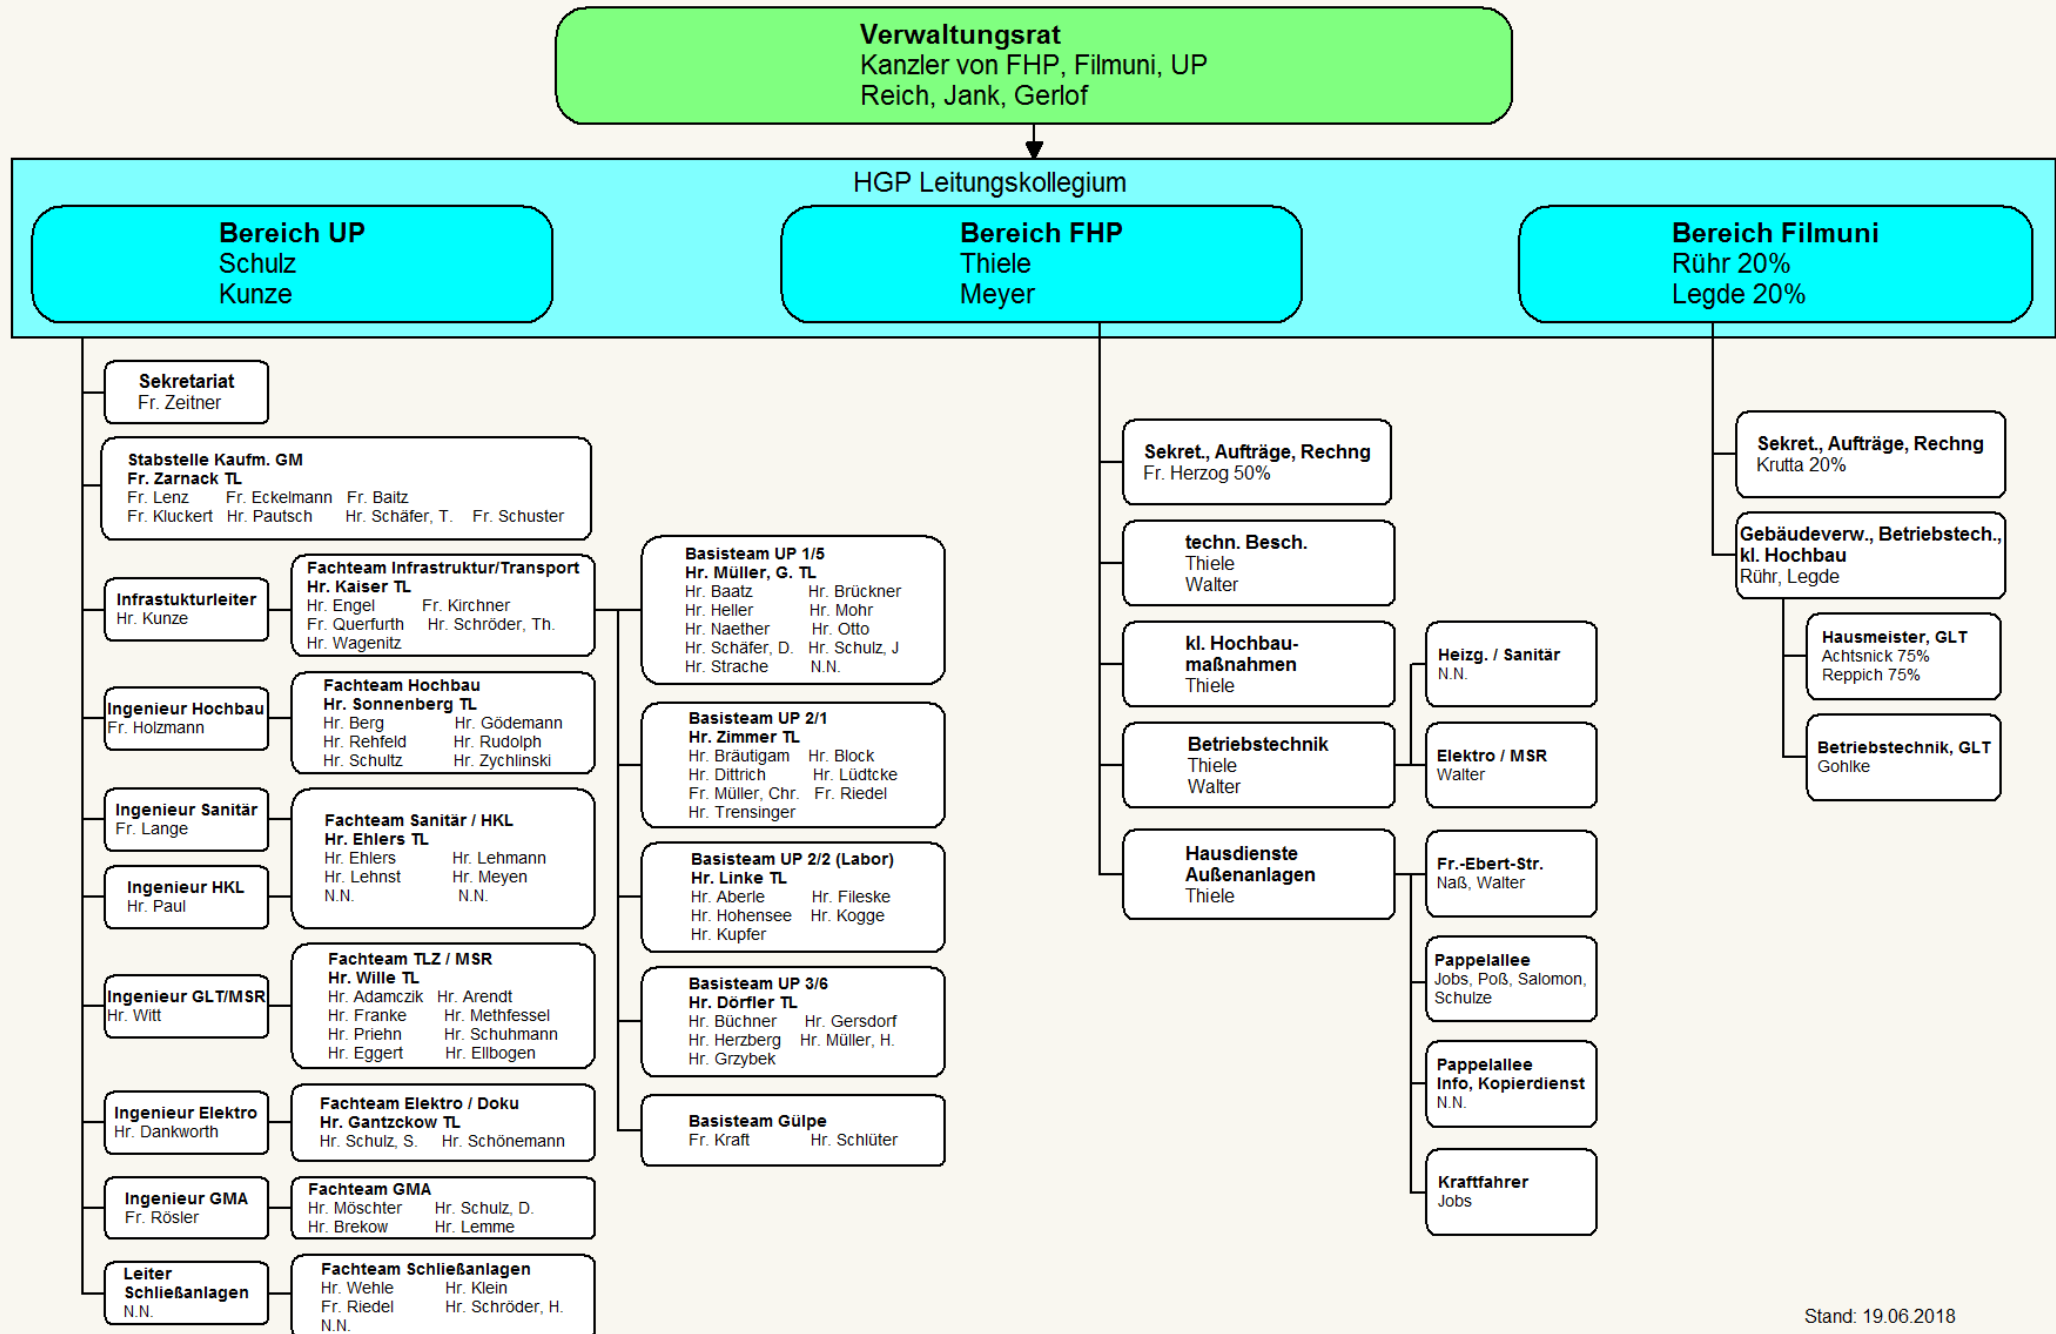 Verwaltungsrat
Kanzler von FHP, Filmuni, UP
Reich, Jank, Gerlof
HGP Leitungskollegium
Bereich UP
Schulz
Kunze
Bereich FHP
Thiele
Meyer
Bereich Filmuni
Rühr 20%
Legde 20%
Sekretariat
Fr. Zeitner
Stabstelle Kaufm. GM
Fr. Zarnack TL
Fr. Lenz Fr. Eckelmann Fr. Baitz
Fr. Kluckert Hr. Pautsch Hr. Schäfer, T. Fr. Schuster
Infrastukturleiter
Hr. Kunze
Fachteam Infrastruktur/Transport
Hr. Kaiser TL
Hr. Engel Fr. Kirchner
Fr. Querfurth Hr. Schröder, Th.
Hr. Wagenitz
Ingenieur Hochbau
Fr. Holzmann
Fachteam Hochbau
Hr. Sonnenberg TL
Hr. Berg Hr. Gödemann
Hr. Rehfeld Hr. Rudolph
Hr. Schultz Hr. Zychlinski
Ingenieur Sanitär
Fr. Lange
Ingenieur HKL
Hr. Paul
Fachteam Sanitär / HKL
Hr. Ehlers TL
Hr. Ehlers Hr. Lehmann
Hr. Lehnst Hr. Meyen
N.N. N.N.
Ingenieur GLT/MSR
Hr. Witt
Fachteam TLZ / MSR
Hr. Wille TL
Hr. Adamczik Hr. Arendt
Hr. Franke Hr. Methfessel
Hr. Priehn Hr. Schuhmann
Hr. Eggert Hr. Ellbogen
Ingenieur Elektro
Hr. Dankworth
Fachteam Elektro / Doku
Hr. Gantzckow TL
Hr. Schulz, S. Hr. Schönemann
Ingenieur GMA
Fr. Rösler
Fachteam GMA
Hr. Möschter Hr. Schulz, D.
Hr. Brekow Hr. Lemme
Leiter
Schließanlagen
N.N.
Fachteam Schließanlagen
Hr. Wehle Hr. Klein
Fr. Riedel Hr. Schröder, H.
N.N.
Basisteam UP 1/5
Hr. Müller, G. TL
Hr. Baatz Hr. Brückner
Hr. Heller Hr. Mohr
Hr. Naether Hr. Otto
Hr. Schäfer, D. Hr. Schulz, J
Hr. Strache N.N.
Basisteam UP 2/1
Hr. Zimmer TL
Hr. Bräutigam Hr. Block
Hr. Dittrich Hr. Lüdtcke
Fr. Müller, Chr. Fr. Riedel
Hr. Trensinger
Basisteam UP 2/2 (Labor)
Hr. Linke TL
Hr. Aberle Hr. Fileske
Hr. Hohensee Hr. Kogge
Hr. Kupfer
Basisteam UP 3/6
Hr. Dörfler TL
Hr. Büchner Hr. Gersdorf
Hr. Herzberg Hr. Müller, H.
Hr. Grzybek
Basisteam Gülpe
Fr. Kraft Hr. Schlüter
Sekret., Aufträge, Rechng
Fr. Herzog 50%
techn. Besch.
Thiele
Walter
kl. Hochbau-
maßnahmen
Thiele
Betriebstechnik
Thiele
Walter
Hausdienste
Außenanlagen
Thiele
Heizg. / Sanitär
N.N.
Elektro / MSR
Walter
Fr.-Ebert-Str.
Naß, Walter
Pappelallee
Jobs, Poß, Salomon,
Schulze
Pappelallee
Info, Kopierdienst
N.N.
Kraftfahrer
Jobs
Sekret., Aufträge, Rechng
Krutta 20%
Gebäudeverw., Betriebstech.,
kl. Hochbau
Rühr, Legde
Hausmeister, GLT
Achtsnick 75%
Reppich 75%
Betriebstechnik, GLT
Gohlke
Stand: 19.06.2018